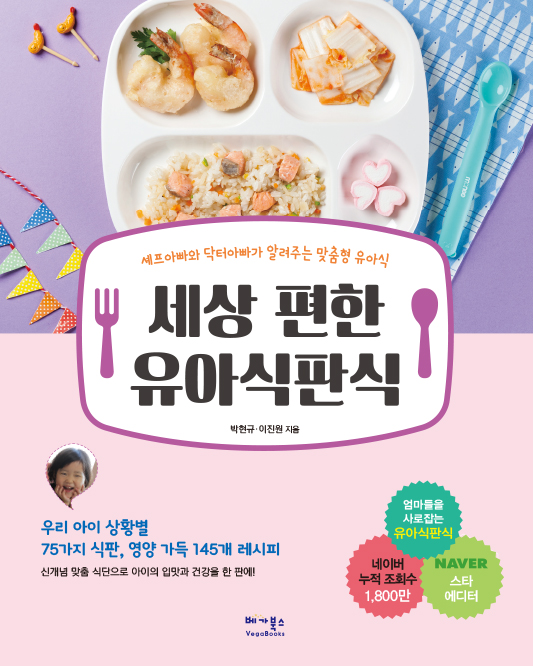 셰프아빠와 닥터아빠가 알려주는 맞춤형 유아식
세상 편한
유아식판식
박현규·이진원 지음
우리 아이 상황별
75가지 식판, 영양 가득 145개 레시피
신개념 맞춤 식단으로 아이의 입맛과 건강을 한 판에!
엄마들을
사로잡는
유아식판식
네이버
누적 조회수
1,800만
NAVER
스타
에디터
베가북스
VegaBooks